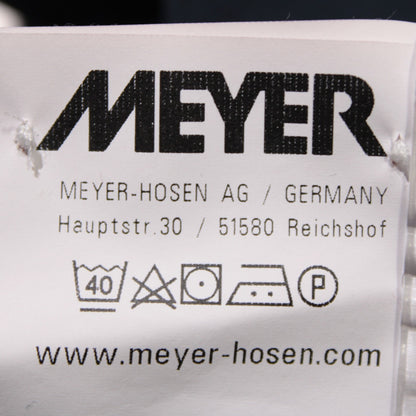 MEYER
MEYER-HOSEN AG / GERMANY
Hauptstr.30 / 51580 Reichshof
40 P
www.meyer-hosen.com